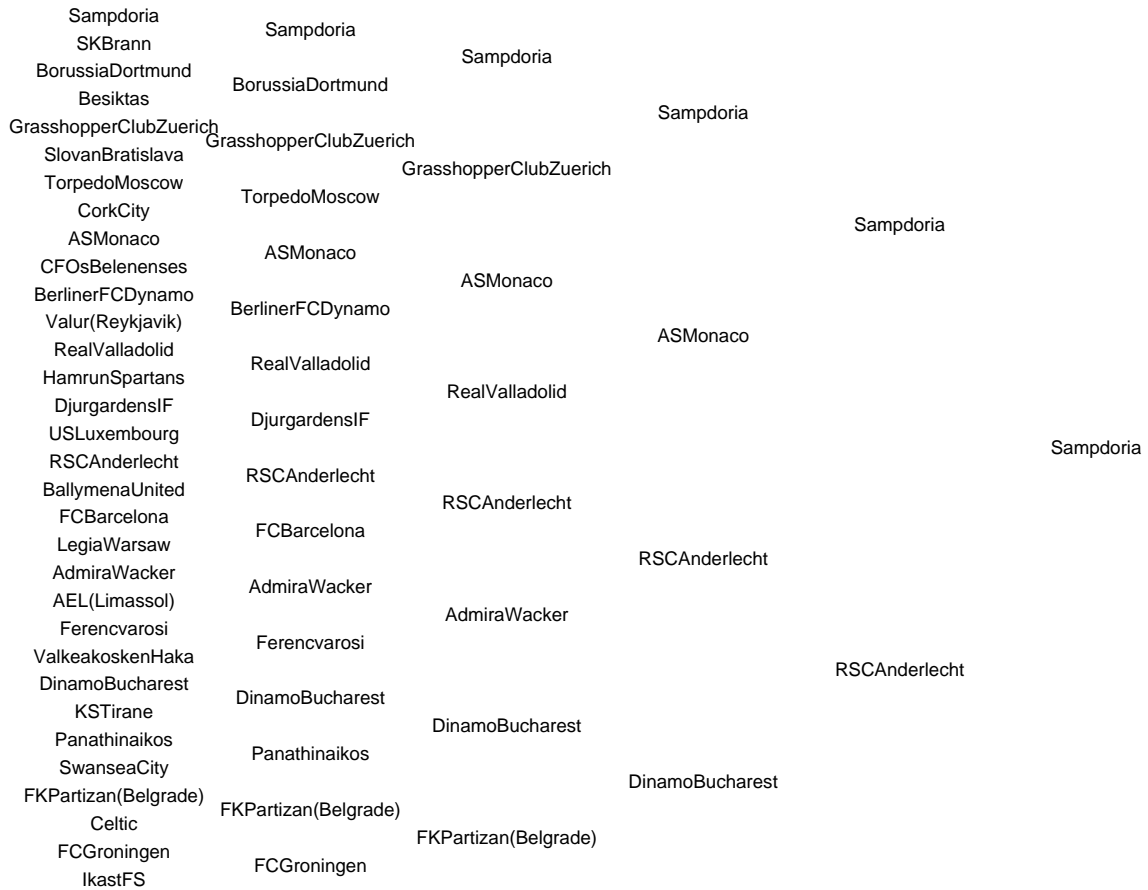 Sampdoria
SKBrann
BorussiaDortmund
Besiktas
GrasshopperClubZuerich
SlovanBratislava
TorpedoMoscow
CorkCity
ASMonaco
CFOsBelenenses
BerlinerFCDynamo
Valur(Reykjavik)
RealValladolid
HamrunSpartans
DjurgardensIF
USLuxembourg
RSCAnderlecht
BallymenaUnited
FCBarcelona
LegiaWarsaw
AdmiraWacker
AEL(Limassol)
Ferencvarosi
ValkeakoskenHaka
DinamoBucharest
KSTirane
Panathinaikos
SwanseaCity
FKPartizan(Belgrade)
Celtic
FCGroningen
IkastFS
Sampdoria
BorussiaDortmund
GrasshopperClubZuerich
TorpedoMoscow
ASMonaco
BerlinerFCDynamo
RealValladolid
DjurgardensIF
RSCAnderlecht
FCBarcelona
AdmiraWacker
Ferencvarosi
DinamoBucharest
Panathinaikos
FKPartizan(Belgrade)
FCGroningen
Sampdoria
GrasshopperClubZuerich
ASMonaco
RealValladolid
RSCAnderlecht
AdmiraWacker
DinamoBucharest
FKPartizan(Belgrade)
Sampdoria
ASMonaco
RSCAnderlecht
DinamoBucharest
Sampdoria
RSCAnderlecht
Sampdoria